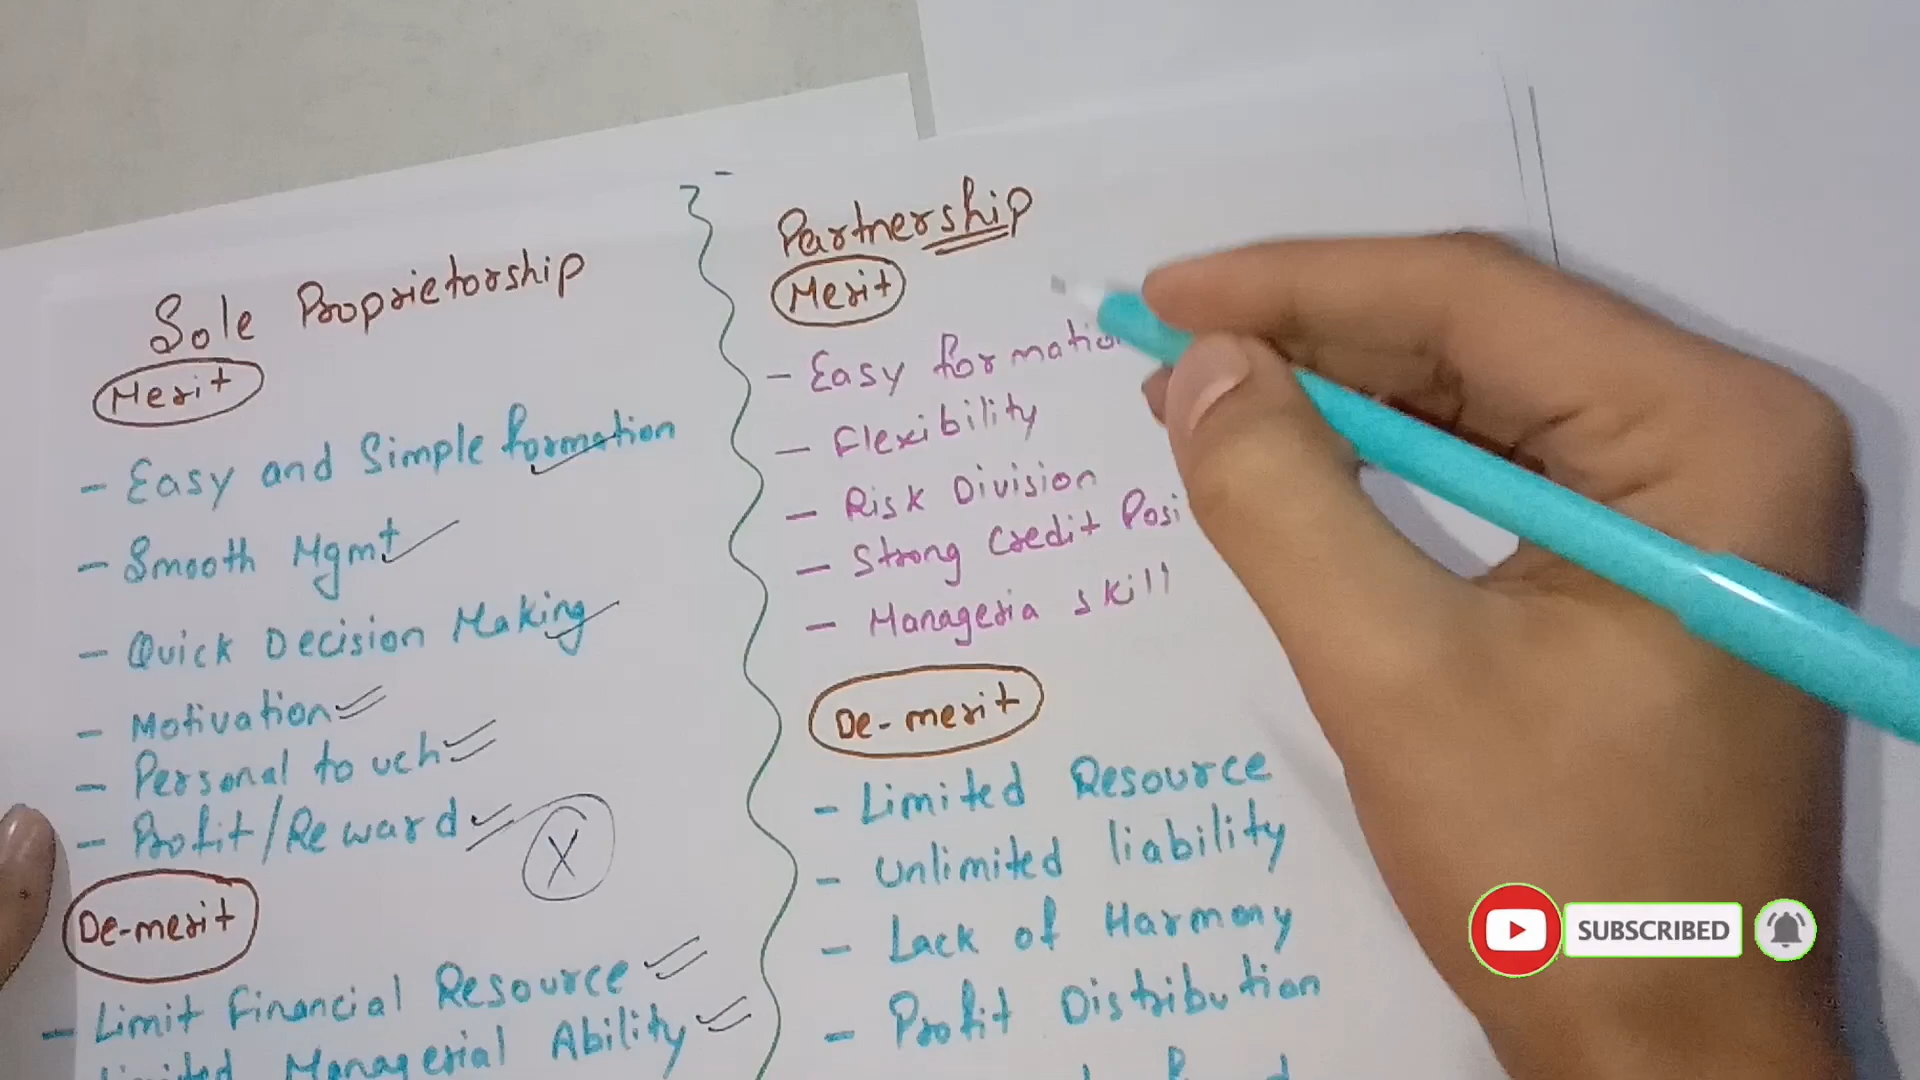 Sole Proprietorship
Merit
- Easy and Simple formation
- Smooth Mgmt
- Quick Decision Making
- Motivation
- Personal touch
- Profit/Reward
X
De-merit
- Limit Financial Resource
Limited Managerial Ability
Partnership
Merit
- Easy formation
- Flexibility
- Risk Division
- Strong Credit Posi
- Manageria skill
De-merit
- Limited Resource
- Unlimited liability
- Lack of Harmony
- Profit Distribution
SUBSCRIBED